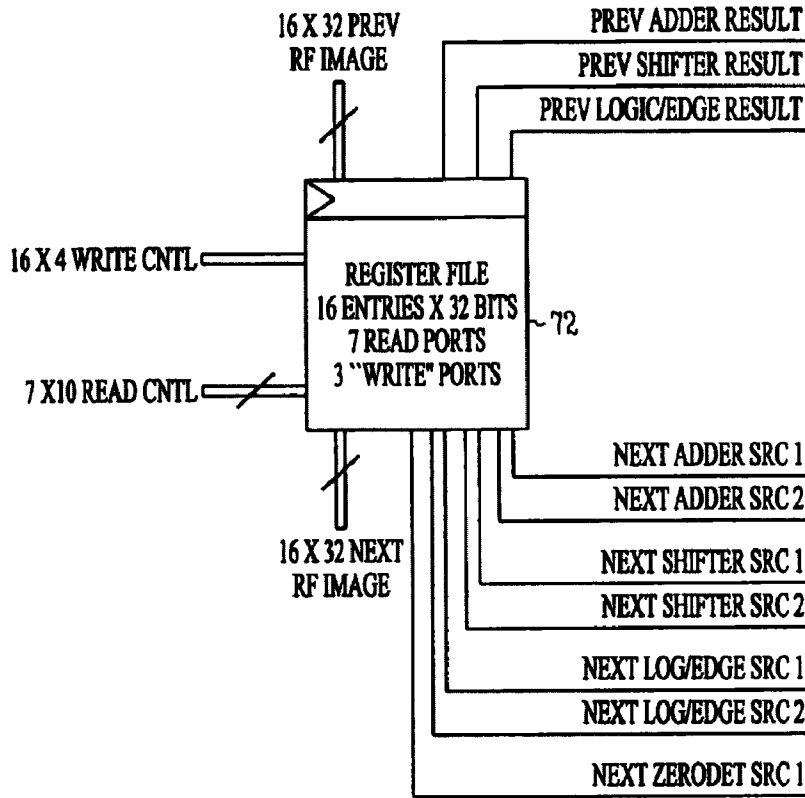 16 X 32 PREV
RF IMAGE
PREV ADDER RESULT
PREV SHIFTER RESULT
PREV LOGIC/EDGE RESULT
16 X 4 WRITE CNTL
REGISTER FILE
16 ENTRIES X 32 BITS
7 READ PORTS
3 ``WRITE" PORTS
72
7 X10 READ CNTL
16 X 32 NEXT
RF IMAGE
NEXT ADDER SRC 1
NEXT ADDER SRC 2
NEXT SHIFTER SRC 1
NEXT SHIFTER SRC 2
NEXT LOG/EDGE SRC 1
NEXT LOG/EDGE SRC 2
NEXT ZERODET SRC 1